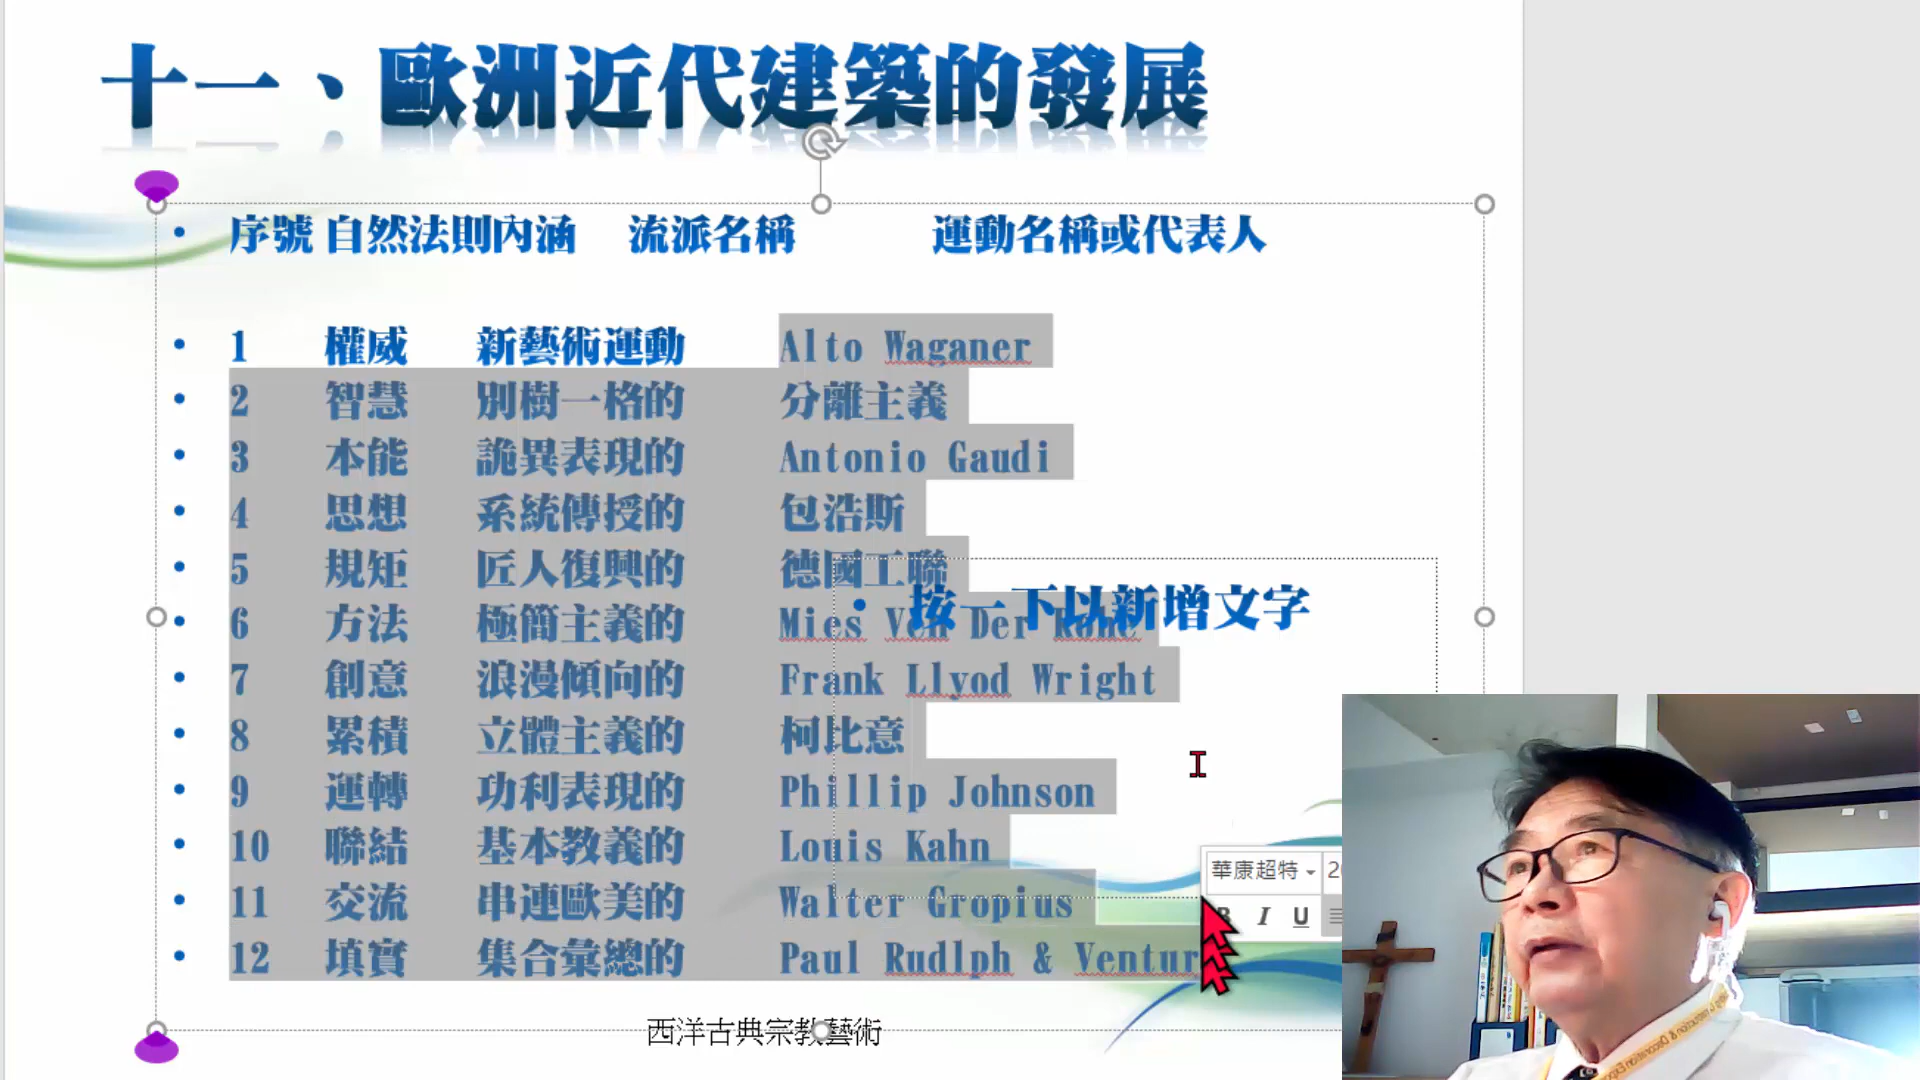 十一、歐洲近代建築的發展
序號 自然法則內涵 流派名稱 運動名稱或代表人
1 權威 新藝術運動 Alto Waganer
2 智慧 別樹一格的 分離主義
3 本能 詭異表現的 Antonio Gaudi
4 思想 系統傳授的 包浩斯
5 規矩 匠人復興的 德國工聯
按一下以新增文字
6 方法 極簡主義的 Mies Ven Der Rohe
7 創意 浪漫傾向的 Frank Llyod Wright
8 累積 立體主義的 柯比意
9 運轉 功利表現的 Phillip Johnson
10 聯結 基本教義的 Louis Kahn
華康超特
11 交流 串連歐美的 Walter Gropius
B I U
12 填實 集合彙總的 Paul Rudlph & Ventur
西洋古典宗教藝術